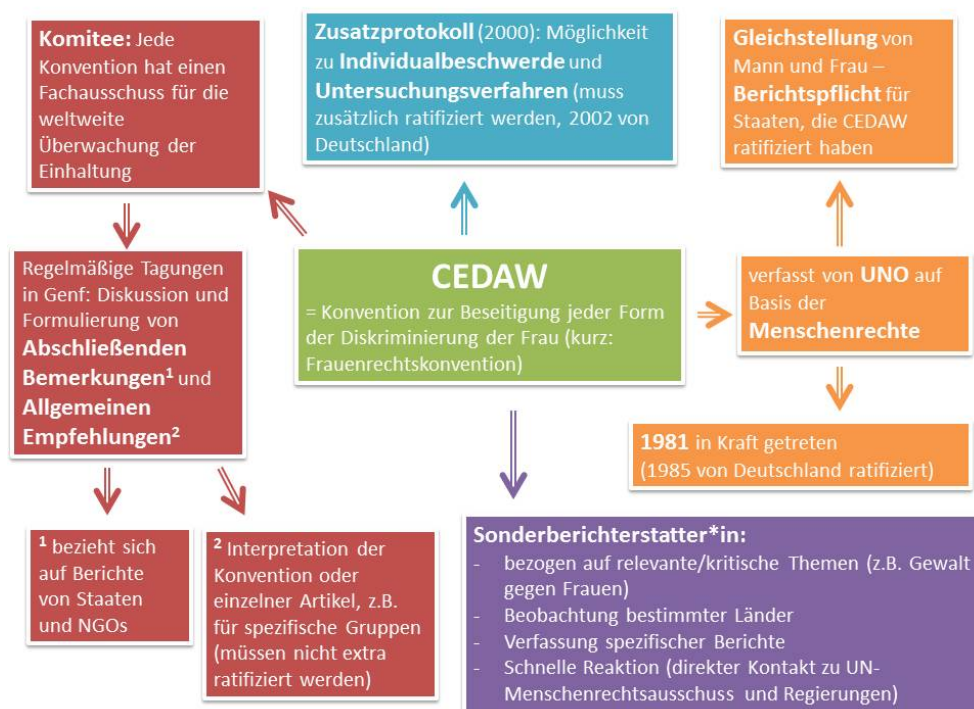 Komitee: Jede
Konvention hat einen
Fachausschuss für die
weltweite
Überwachung der
Einhaltung
Zusatzprotokoll (2000): Möglichkeit
zu Individualbeschwerde und
Untersuchungsverfahren (muss
zusätzlich ratifiziert werden, 2002 von
Deutschland)
Gleichstellung von
Mann und Frau –
Berichtspflicht für
Staaten, die CEDAW
ratifiziert haben
Regelmäßige Tagungen
in Genf: Diskussion und
Formulierung von
Abschließenden
Bemerkungen¹ und
Allgemeinen
Empfehlungen²
CEDAW
= Konvention zur Beseitigung jeder Form
der Diskriminierung der Frau (kurz:
Frauenrechtskonvention)
verfasst von UNO auf
Basis der
Menschenrechte
1981 in Kraft getreten
(1985 von Deutschland ratifiziert)
¹ bezieht sich
auf Berichte
von Staaten
und NGOs
² Interpretation der
Konvention oder
einzelner Artikel, z.B.
für spezifische Gruppen
(müssen nicht extra
ratifiziert werden)
Sonderberichterstatter*in:
- bezogen auf relevante/kritische Themen (z.B. Gewalt
gegen Frauen)
- Beobachtung bestimmter Länder
- Verfassung spezifischer Berichte
- Schnelle Reaktion (direkter Kontakt zu UN-
Menschenrechtsausschuss und Regierungen)